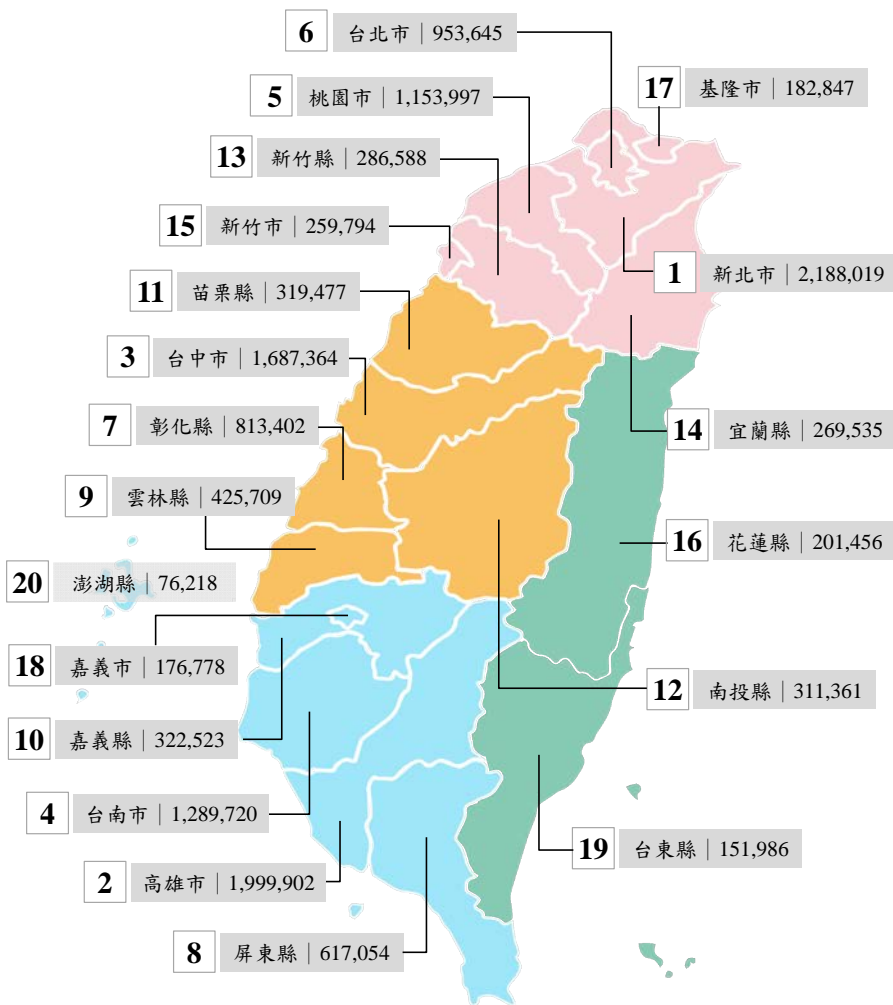 6 台北市｜953,645
17 基隆市｜182,847
5 桃園市｜1,153,997
13 新竹縣｜286,588
15 新竹市｜259,794
1 新北市｜2,188,019
11 苗栗縣｜319,477
3 台中市｜1,687,364
7 彰化縣｜813,402
14 宜蘭縣｜269,535
9 雲林縣｜425,709
16 花蓮縣｜201,456
20 澎湖縣｜76,218
18 嘉義市｜176,778
12 南投縣｜311,361
10 嘉義縣｜322,523
4 台南市｜1,289,720
19 台東縣｜151,986
2 高雄市｜1,999,902
8 屏東縣｜617,054